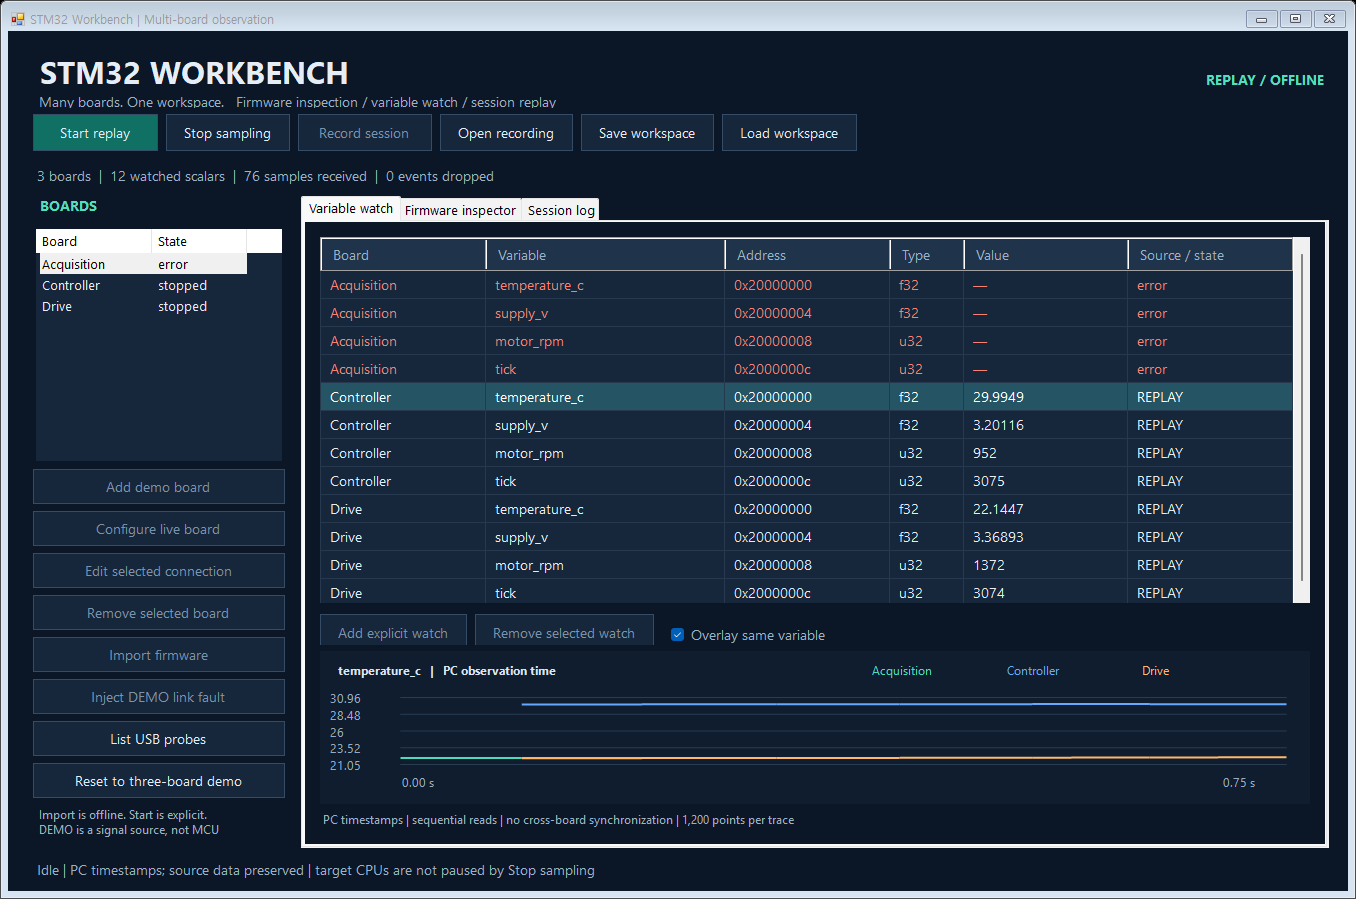 STM32 Workbench | Multi-board observation
STM32 WORKBENCH
REPLAY / OFFLINE
Many boards. One workspace. Firmware inspection / variable watch / session replay
Start replay Stop sampling Record session Open recording Save workspace Load workspace
3 boards | 12 watched scalars | 76 samples received | 0 events dropped
BOARDS
Board State
Acquisition error
Controller stopped
Drive stopped
Add demo board
Configure live board
Edit selected connection
Remove selected board
Import firmware
Inject DEMO link fault
List USB probes
Reset to three-board demo
Import is offline. Start is explicit.
DEMO is a signal source, not MCU
Variable watch Firmware inspector Session log
Board Variable Address Type Value Source / state
Acquisition temperature_c 0x20000000 f32 — error
Acquisition supply_v 0x20000004 f32 — error
Acquisition motor_rpm 0x20000008 u32 — error
Acquisition tick 0x2000000c u32 — error
Controller temperature_c 0x20000000 f32 29.9949 REPLAY
Controller supply_v 0x20000004 f32 3.20116 REPLAY
Controller motor_rpm 0x20000008 u32 952 REPLAY
Controller tick 0x2000000c u32 3075 REPLAY
Drive temperature_c 0x20000000 f32 22.1447 REPLAY
Drive supply_v 0x20000004 f32 3.36893 REPLAY
Drive motor_rpm 0x20000008 u32 1372 REPLAY
Drive tick 0x2000000c u32 3074 REPLAY
Add explicit watch Remove selected watch Overlay same variable
temperature_c | PC observation time Acquisition Controller Drive
30.96
28.48
26
23.52
21.05
0.00 s 0.75 s
PC timestamps | sequential reads | no cross-board synchronization | 1,200 points per trace
Idle | PC timestamps; source data preserved | target CPUs are not paused by Stop sampling